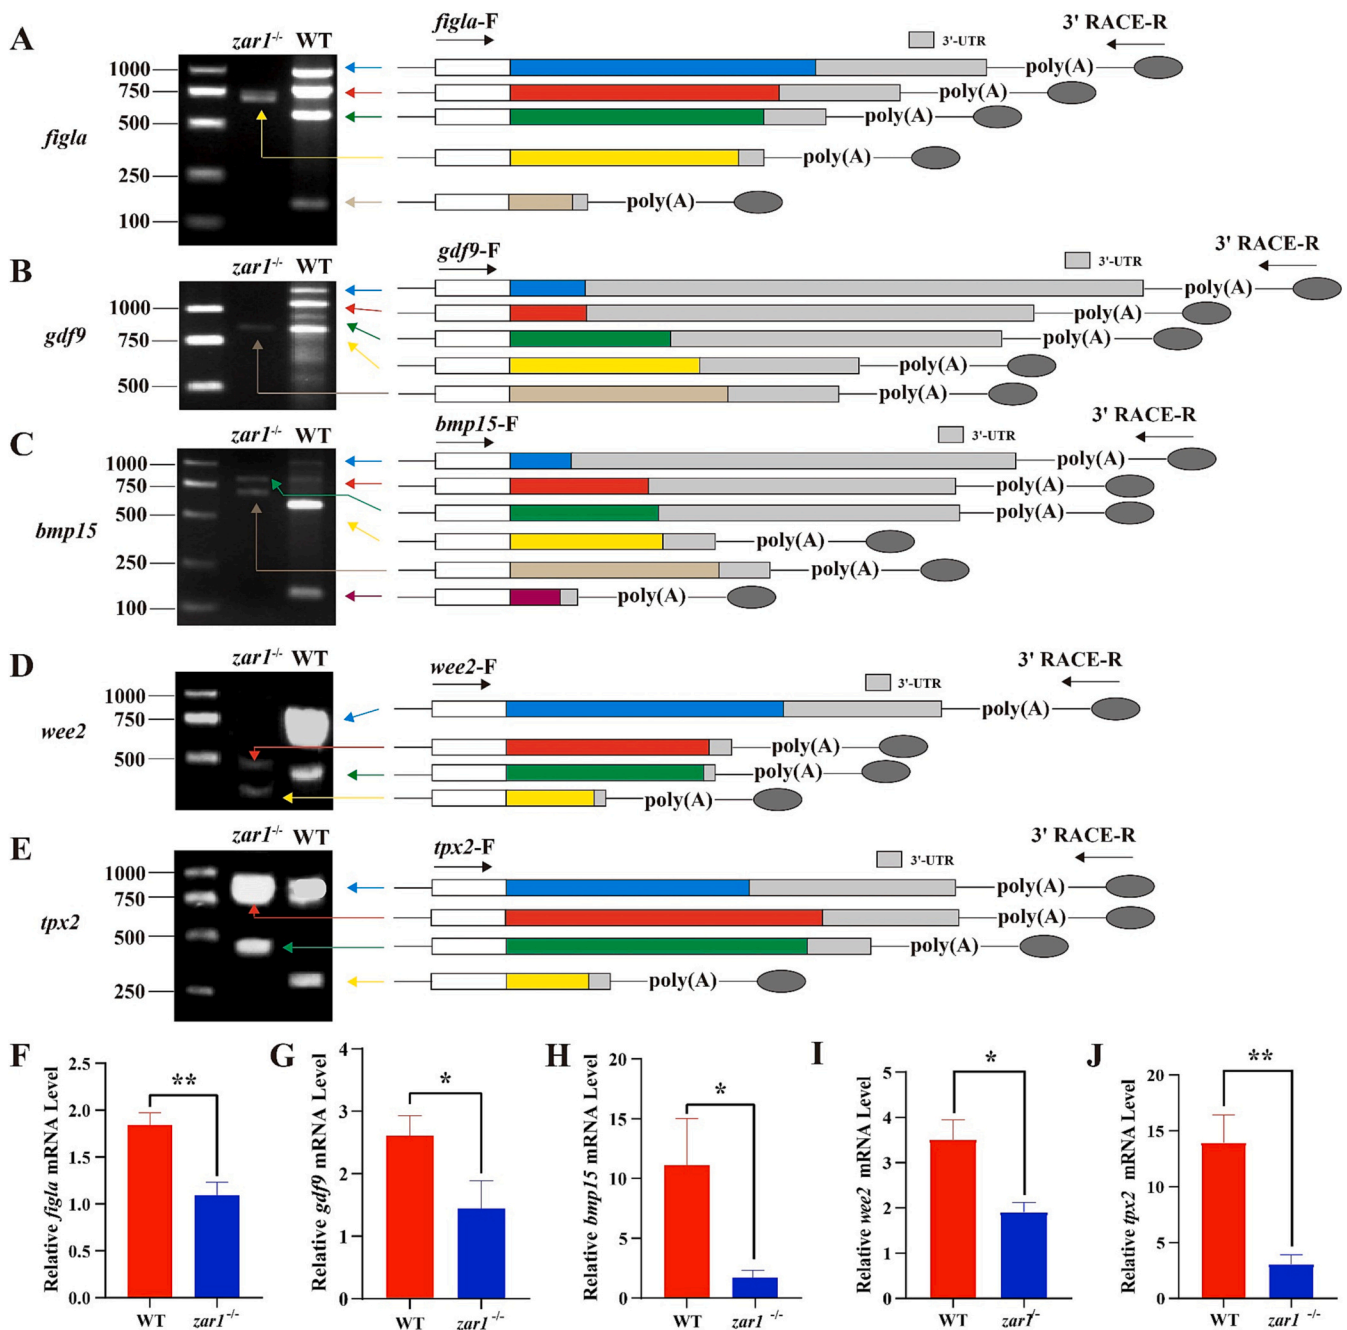 A
zar1-/- WT
figla-F
3'-UTR
3' RACE-R
1000
750
500
250
100
figla
poly(A)
poly(A)
poly(A)
poly(A)
poly(A)
B
zar1-/- WT
gdf9-F
3'-UTR
3' RACE-R
1000
750
500
gdf9
poly(A)
poly(A)
poly(A)
poly(A)
poly(A)
C
zar1-/- WT
bmp15-F
3'-UTR
3' RACE-R
1000
750
500
250
100
bmp15
poly(A)
poly(A)
poly(A)
poly(A)
poly(A)
poly(A)
D
zar1-/- WT
wee2-F
3'-UTR
3' RACE-R
1000
750
500
wee2
poly(A)
poly(A)
poly(A)
poly(A)
E
zar1-/- WT
tpx2-F
3'-UTR
3' RACE-R
1000
750
500
250
tpx2
poly(A)
poly(A)
poly(A)
poly(A)
F
Relative figla mRNA Level
2.5
2.0
1.5
1.0
0.5
0.0
**
WT zar1-/-
G
Relative gdf9 mRNA Level
4
3
2
1
0
*
WT zar1-/-
H
Relative bmp15 mRNA Level
20
15
10
5
0
*
WT zar1-/-
I
Relative wee2 mRNA Level
5
4
3
2
1
0
*
WT zar1-/-
J
Relative tpx2 mRNA Level
20
15
10
5
0
**
WT zar1-/-